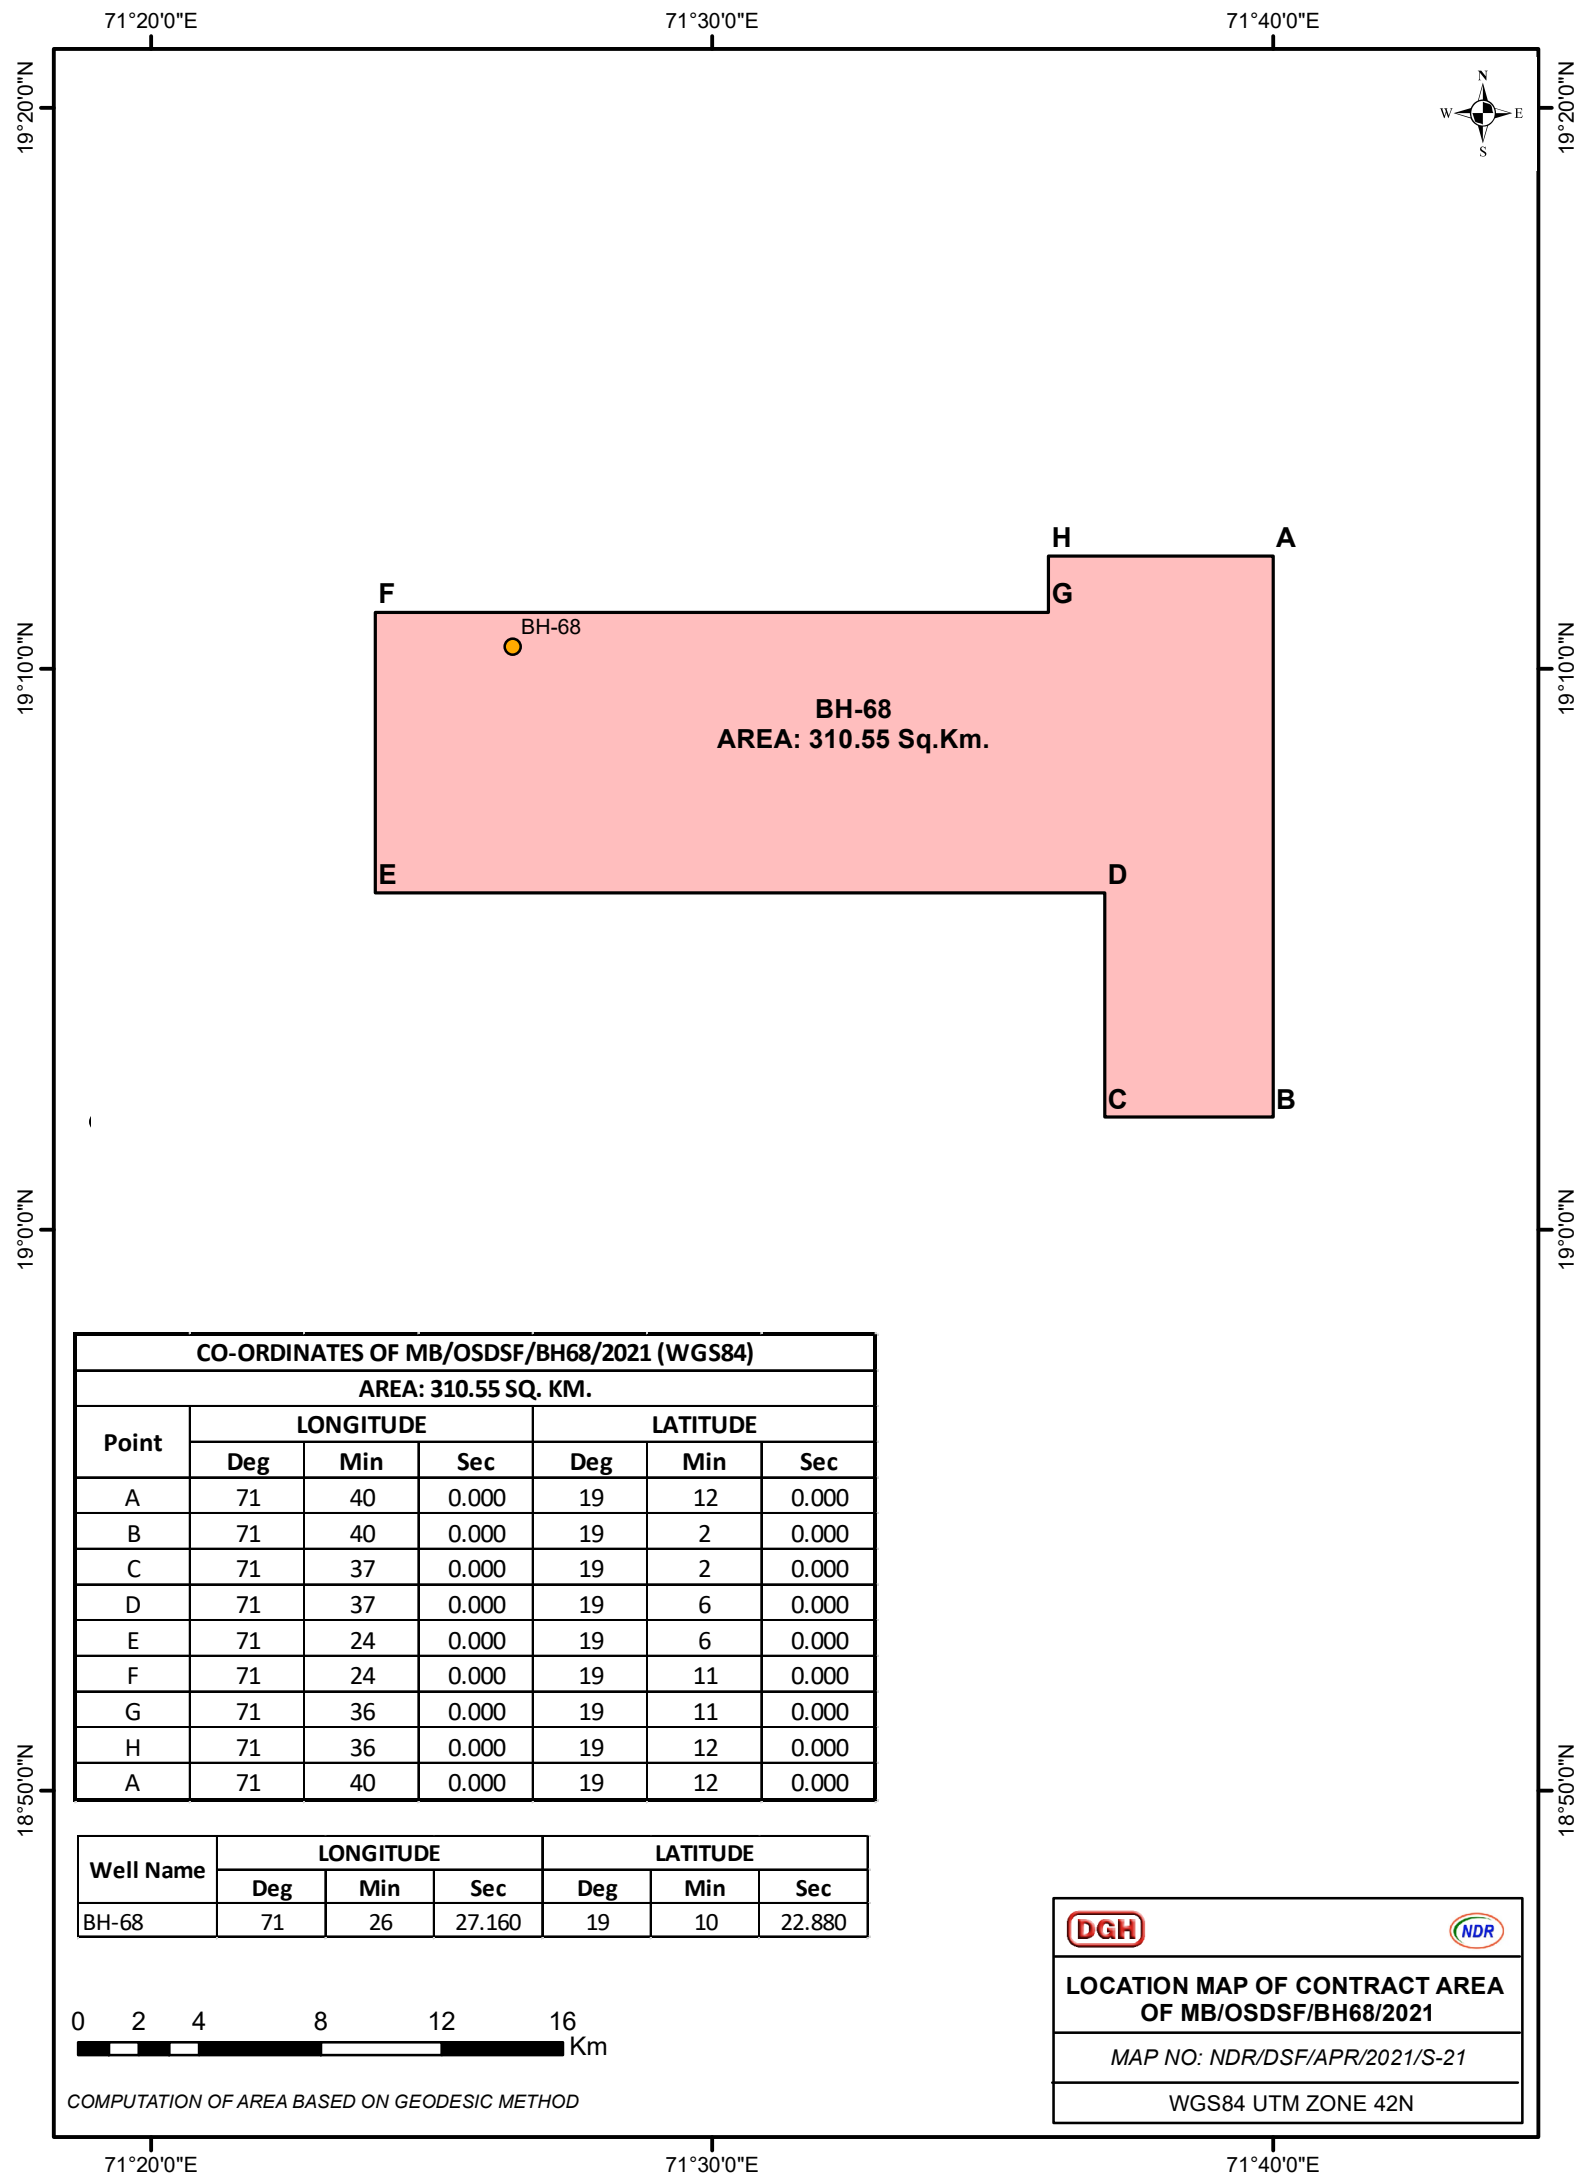 71°20'0"E 71°30'0"E 71°40'0"E
19°20'0"N 19°20'0"N
N
W E
S
H A
F G
BH-68
19°10'0"N 19°10'0"N
BH-68
AREA: 310.55 Sq.Km.
E D
C B
19°0'0"N 19°0'0"N
CO-ORDINATES OF MB/OSDSF/BH68/2021 (WGS84)
AREA: 310.55 SQ. KM.
Point LONGITUDE LATITUDE
Deg Min Sec Deg Min Sec
A 71 40 0.000 19 12 0.000
B 71 40 0.000 19 2 0.000
C 71 37 0.000 19 2 0.000
D 71 37 0.000 19 6 0.000
E 71 24 0.000 19 6 0.000
F 71 24 0.000 19 11 0.000
G 71 36 0.000 19 11 0.000
H 71 36 0.000 19 12 0.000
A 71 40 0.000 19 12 0.000
18°50'0"N 18°50'0"N
Well Name LONGITUDE LATITUDE
Deg Min Sec Deg Min Sec
BH-68 71 26 27.160 19 10 22.880
0 2 4 8 12 16
Km
COMPUTATION OF AREA BASED ON GEODESIC METHOD
DGH NDR
LOCATION MAP OF CONTRACT AREA
OF MB/OSDSF/BH68/2021
MAP NO: NDR/DSF/APR/2021/S-21
WGS84 UTM ZONE 42N
71°20'0"E 71°30'0"E 71°40'0"E